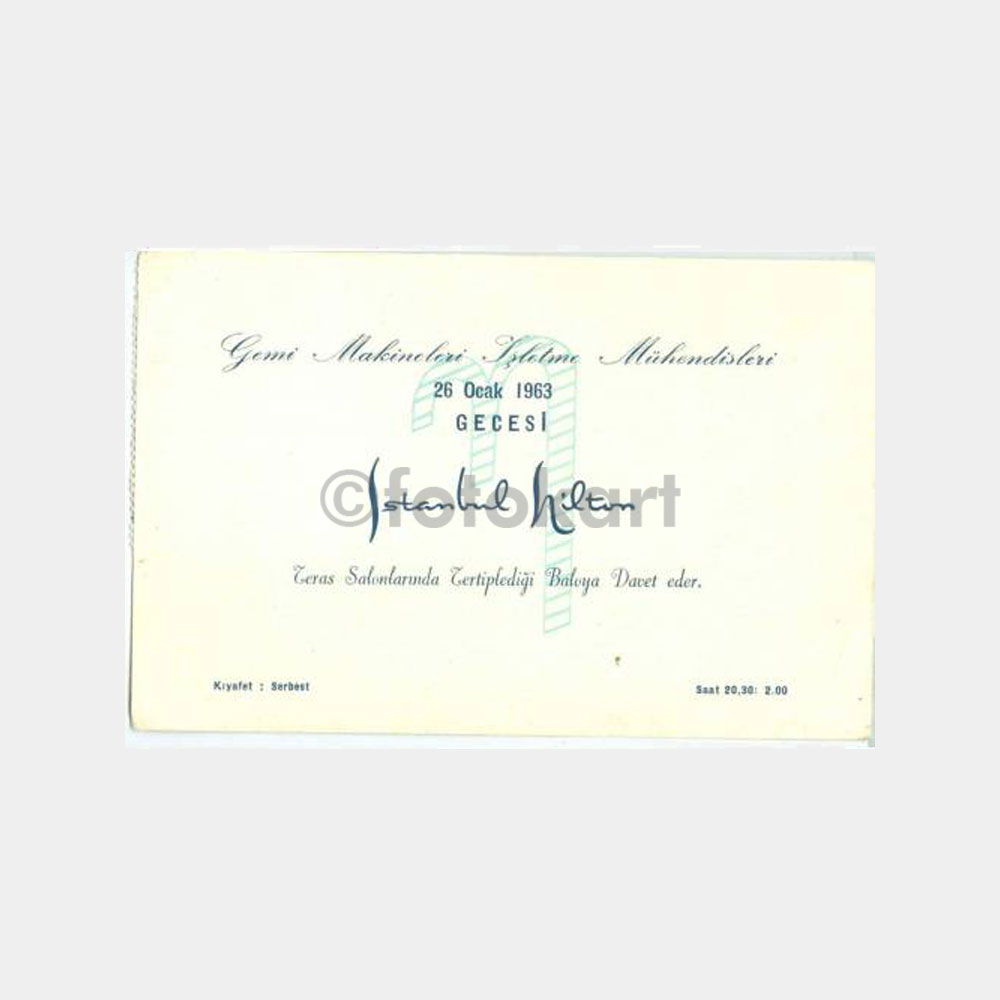 Gemi Makineleri İşletme Mühendisleri
26 Ocak 1963
GECESİ
İstanbul Hilton
©fotokart
Teras Salonlarında Tertiplediği Baloya Davet eder.
Kıyafet : Serbest
Saat 20,30: 2.00